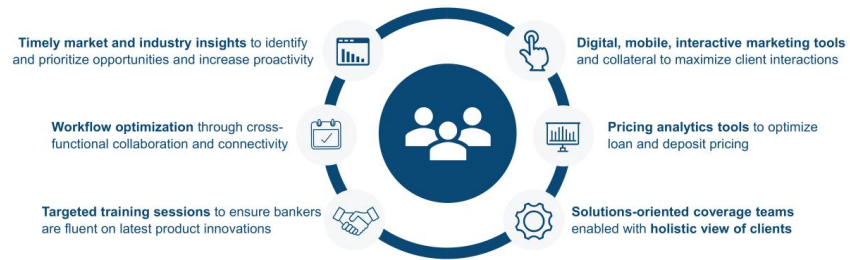 Timely market and industry insights to identify
and prioritize opportunities and increase proactivity
Digital, mobile, interactive marketing tools
and collateral to maximize client interactions
Workflow optimization through cross-
functional collaboration and connectivity
Pricing analytics tools to optimize
loan and deposit pricing
Targeted training sessions to ensure bankers
are fluent on latest product innovations
Solutions-oriented coverage teams
enabled with holistic view of clients